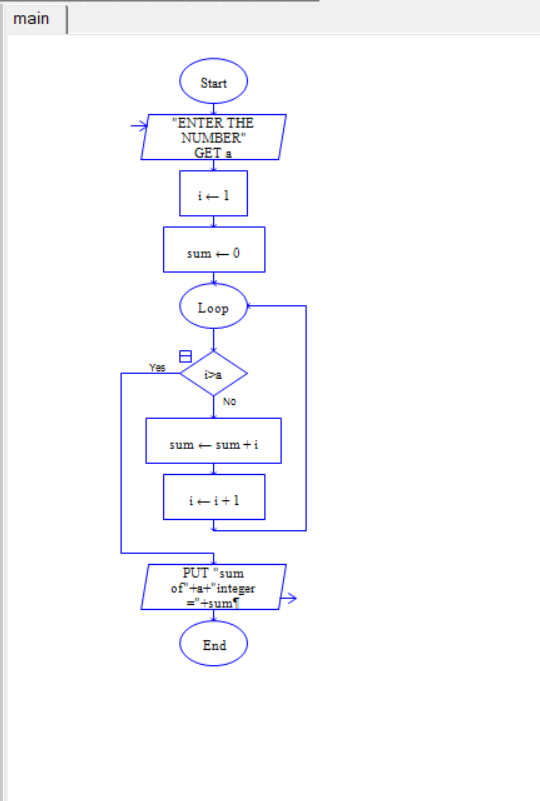 main
Start
"ENTER THE
NUMBER"
GET a
i ← 1
sum ← 0
Loop
Yes
i>a
No
sum ← sum + i
i ← i + 1
PUT "sum
of"+a+"integer
="+sum¶
End